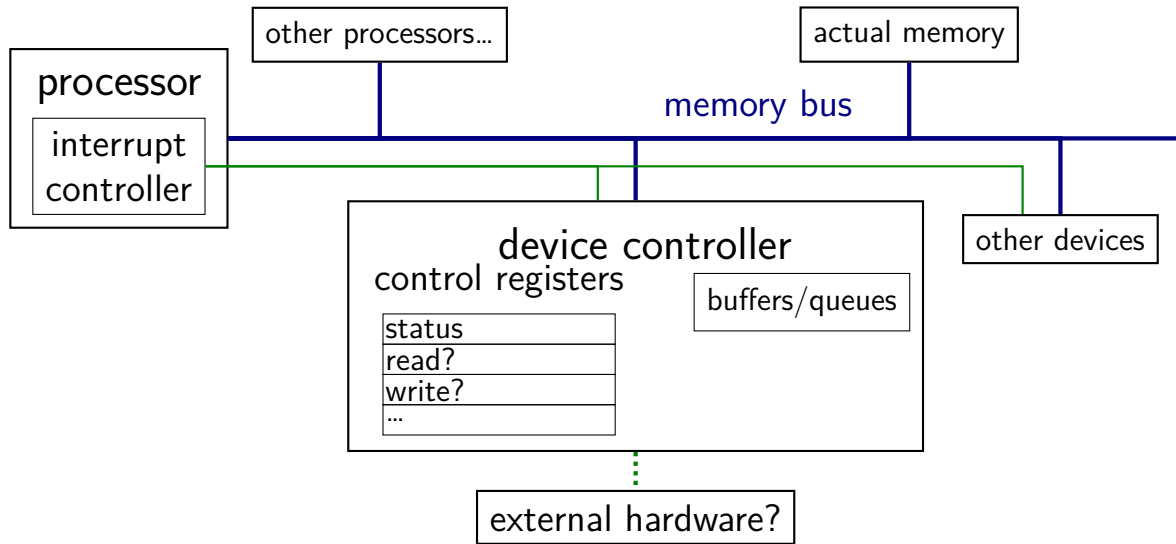 other processors...
actual memory
processor
memory bus
interrupt
controller
device controller
other devices
control registers
buffers/queues
status
read?
write?
...
external hardware?